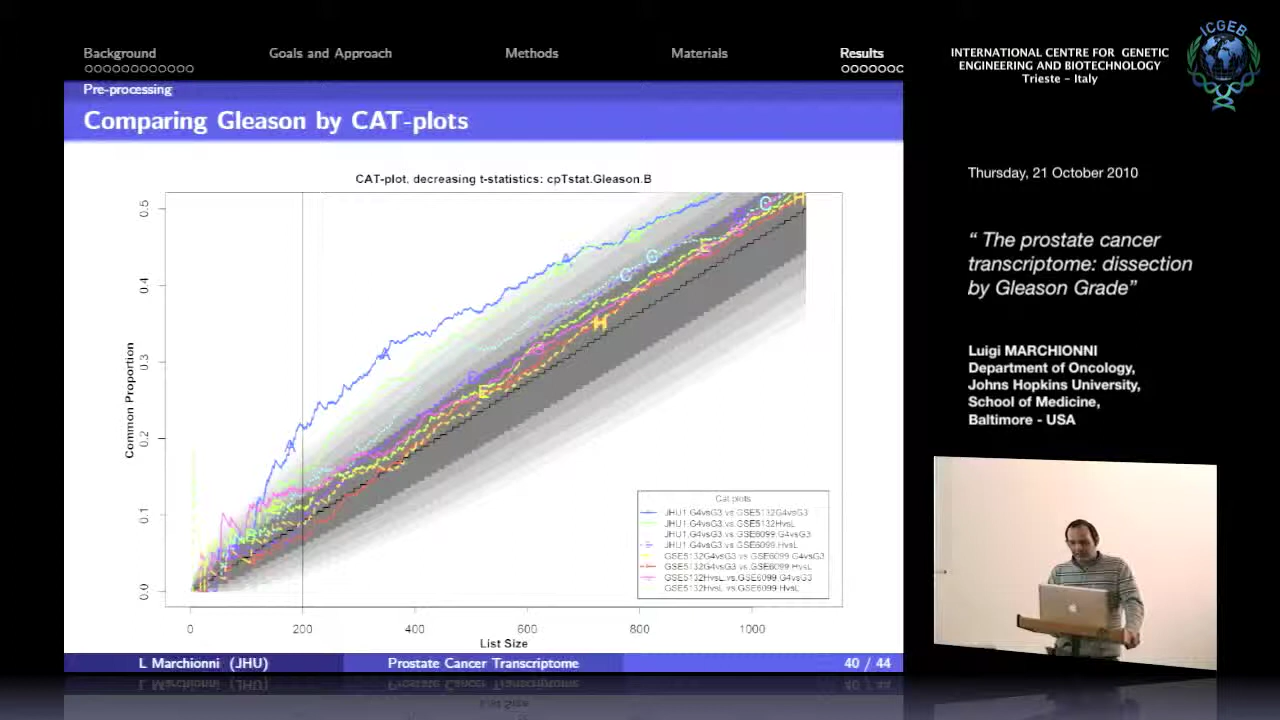 Background
Goals and Approach
Methods
Materials
Results
Pre-processing
Comparing Gleason by CAT-plots
CAT-plot, decreasing t-statistics: cpTstat.Gleason.B
Common Proportion
0.5
0.4
0.3
0.2
0.1
0.0
0
200
400
600
800
1000
List Size
Cat plots
JHU1.G4vsG3.vs.GSE5132G4vsG3
JHU1.G4vsG3.vs.GSE5132HvsL
JHU1.G4vsG3.vs.GSE6099.G4vsG3
JHU1.G4vsG3.vs.GSE6099.HvsL
GSE5132G4vsG3.vs.GSE6099.G4vsG3
GSE5132G4vsG3.vs.GSE6099.HvsL
GSE5132HvsL.vs.GSE6099.G4vsG3
GSE5132HvsL.vs.GSE6099.HvsL
L Marchionni (JHU)
Prostate Cancer Transcriptome
40 / 44
INTERNATIONAL CENTRE FOR GENETIC
ENGINEERING AND BIOTECHNOLOGY
Trieste – Italy
ICGEB
Thursday, 21 October 2010
“ The prostate cancer
transcriptome: dissection
by Gleason Grade”
Luigi MARCHIONNI
Department of Oncology,
Johns Hopkins University,
School of Medicine,
Baltimore - USA